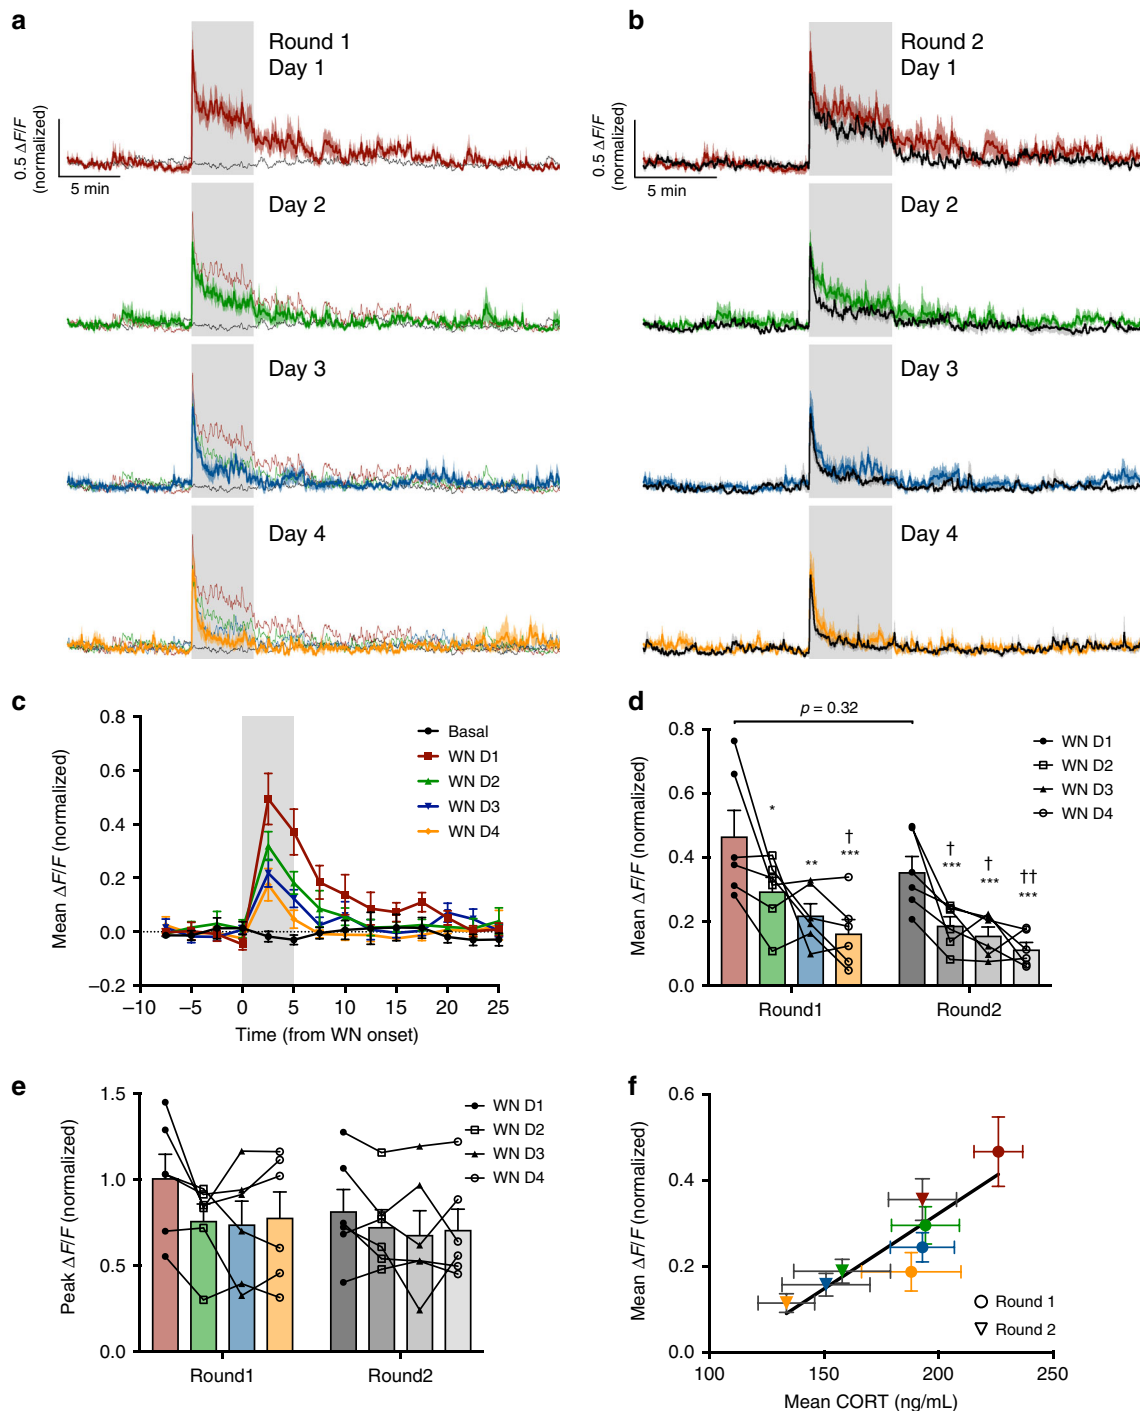 a
Round 1
Day 1
0.5 ΔF/F
(normalized)
5 min
Day 2
Day 3
Day 4
b
Round 2
Day 1
0.5 ΔF/F
(normalized)
5 min
Day 2
Day 3
Day 4
c
0.8
0.6
0.4
0.2
0.0
−0.2
Mean ΔF/F (normalized)
−10
−5
0
5
10
15
20
25
Time (from WN onset)
Basal
WN D1
WN D2
WN D3
WN D4
d
p = 0.32
0.8
0.6
0.4
0.2
0.0
Mean ΔF/F (normalized)
*
**
†
***
†
***
†
***
††
***
Round1
Round2
WN D1
WN D2
WN D3
WN D4
e
1.5
1.0
0.5
0.0
Peak ΔF/F (normalized)
Round1
Round2
WN D1
WN D2
WN D3
WN D4
f
0.6
0.4
0.2
0.0
Mean ΔF/F (normalized)
100
150
200
250
Mean CORT (ng/mL)
Round 1
Round 2